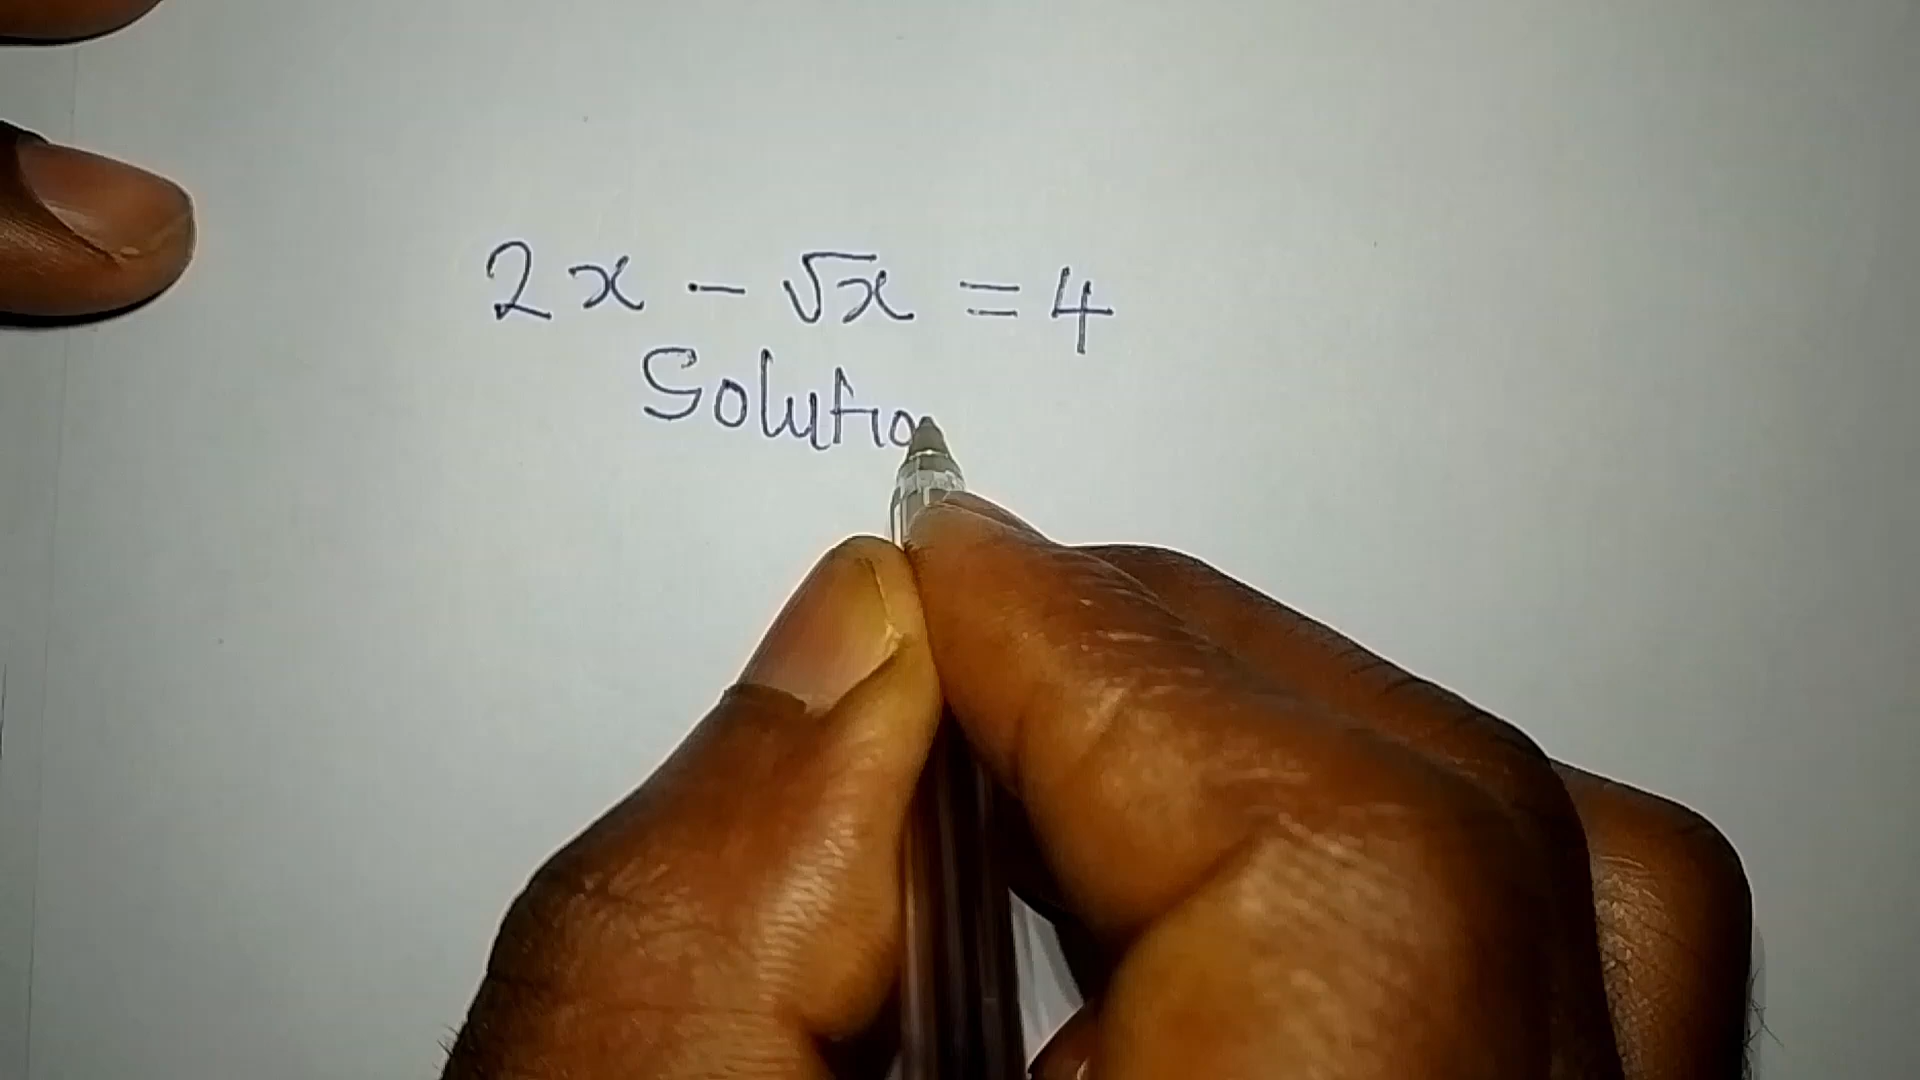 2x - √x = 4
Solutio